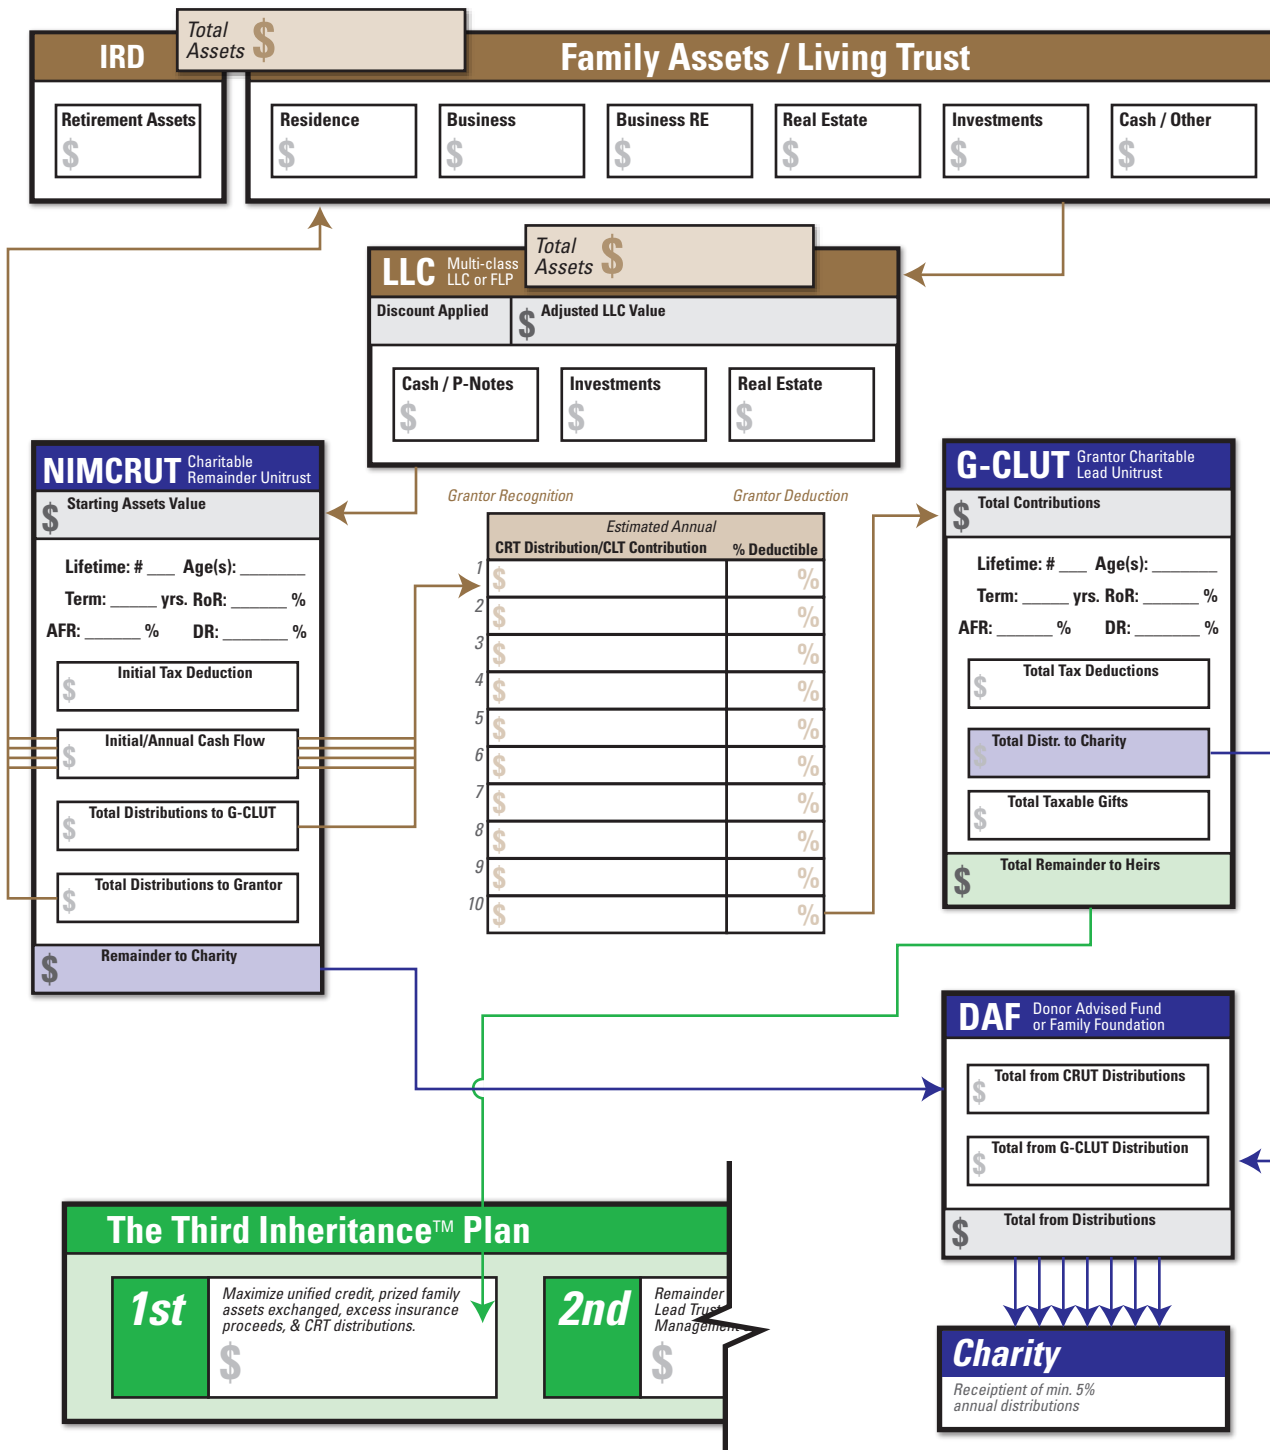 Total
Assets $
IRD
Family Assets / Living Trust
Retirement Assets
$
Residence
$
Business
$
Business RE
$
Real Estate
$
Investments
$
Cash / Other
$
Total
Assets $
LLC Multi-class
LLC or FLP
Discount Applied
$ Adjusted LLC Value
Cash / P-Notes
$
Investments
$
Real Estate
$
NIMCRUT Charitable
Remainder Unitrust
$ Starting Assets Value
Lifetime: # ___ Age(s): _______
Term: _____ yrs. RoR: ______ %
AFR: ______ % DR: _______ %
Initial Tax Deduction
$
Initial/Annual Cash Flow
$
Total Distributions to G-CLUT
$
Total Distributions to Grantor
$
Remainder to Charity
$
Grantor Recognition
Grantor Deduction
Estimated Annual
CRT Distribution/CLT Contribution % Deductible
1 $ %
2 $ %
3 $ %
4 $ %
5 $ %
6 $ %
7 $ %
8 $ %
9 $ %
10 $ %
G-CLUT Grantor Charitable
Lead Unitrust
$ Total Contributions
Lifetime: # ___ Age(s): _______
Term: _____ yrs. RoR: ______ %
AFR: ______ % DR: _______ %
Total Tax Deductions
$
Total Distr. to Charity
$
Total Taxable Gifts
$
Total Remainder to Heirs
$
DAF Donor Advised Fund
or Family Foundation
Total from CRUT Distributions
$
Total from G-CLUT Distribution
$
Total from Distributions
$
The Third Inheritance™ Plan
1st
Maximize unified credit, prized family
assets exchanged, excess insurance
proceeds, & CRT distributions.
$
2nd
Remainder
Lead Trust
Management
$
Charity
Receiptient of min. 5%
annual distributions